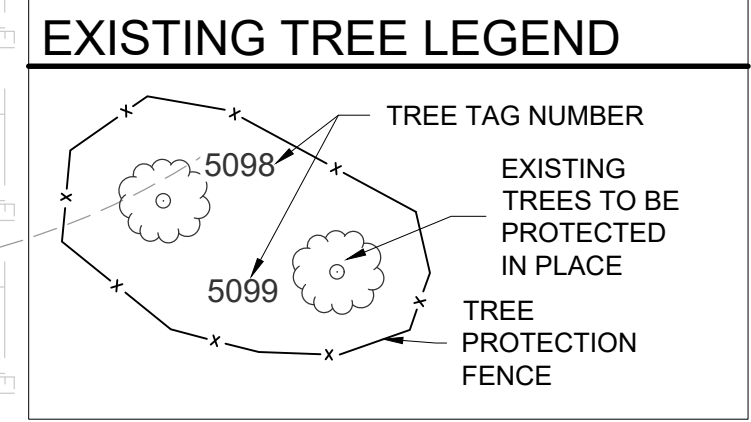 EXISTING TREE LEGEND
TREE TAG NUMBER
5098
EXISTING
TREES TO BE
PROTECTED
IN PLACE
5099
TREE
PROTECTION
FENCE